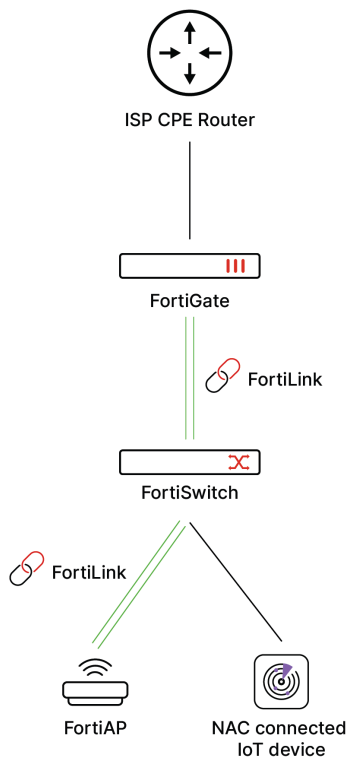 ISP CPE Router
FortiGate
FortiLink
FortiSwitch
FortiLink
FortiAP
NAC connected
IoT device